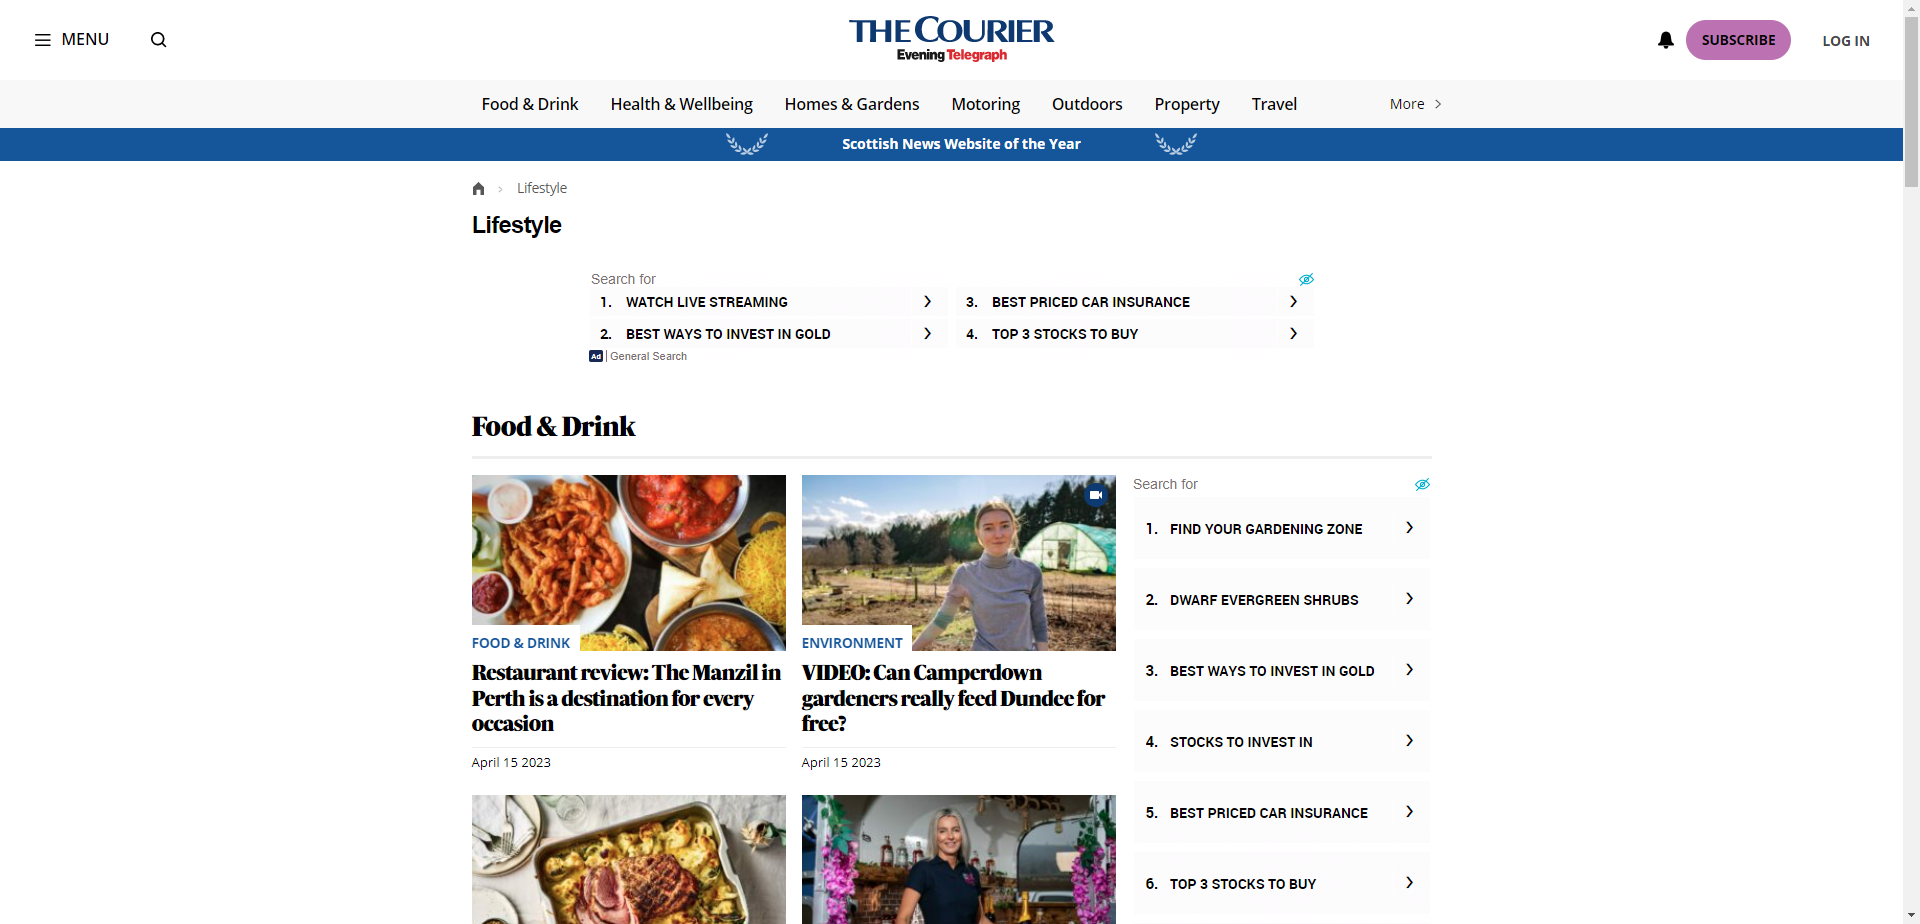 MENU
THE COURIER
Evening Telegraph
SUBSCRIBE
LOG IN
Food & Drink
Health & Wellbeing
Homes & Gardens
Motoring
Outdoors
Property
Travel
More
Scottish News Website of the Year
Lifestyle
Lifestyle
Search for
1. WATCH LIVE STREAMING
2. BEST WAYS TO INVEST IN GOLD
3. BEST PRICED CAR INSURANCE
4. TOP 3 STOCKS TO BUY
Ad | General Search
Food & Drink
FOOD & DRINK
Restaurant review: The Manzil in
Perth is a destination for every
occasion
April 15 2023
ENVIRONMENT
VIDEO: Can Camperdown
gardeners really feed Dundee for
free?
April 15 2023
Search for
1. FIND YOUR GARDENING ZONE
2. DWARF EVERGREEN SHRUBS
3. BEST WAYS TO INVEST IN GOLD
4. STOCKS TO INVEST IN
5. BEST PRICED CAR INSURANCE
6. TOP 3 STOCKS TO BUY